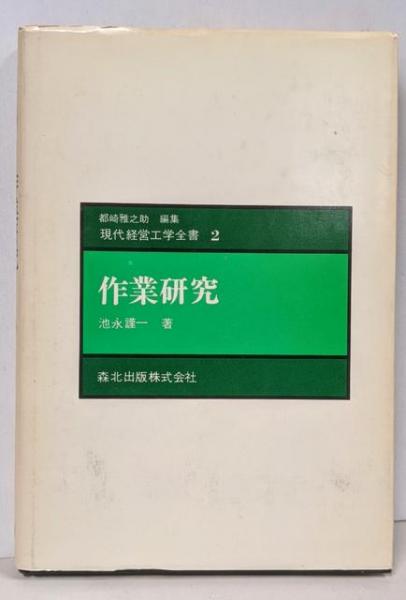 都崎雅之助 編集
現代経営工学全書 2
作業研究
池永謹一 著
森北出版株式会社